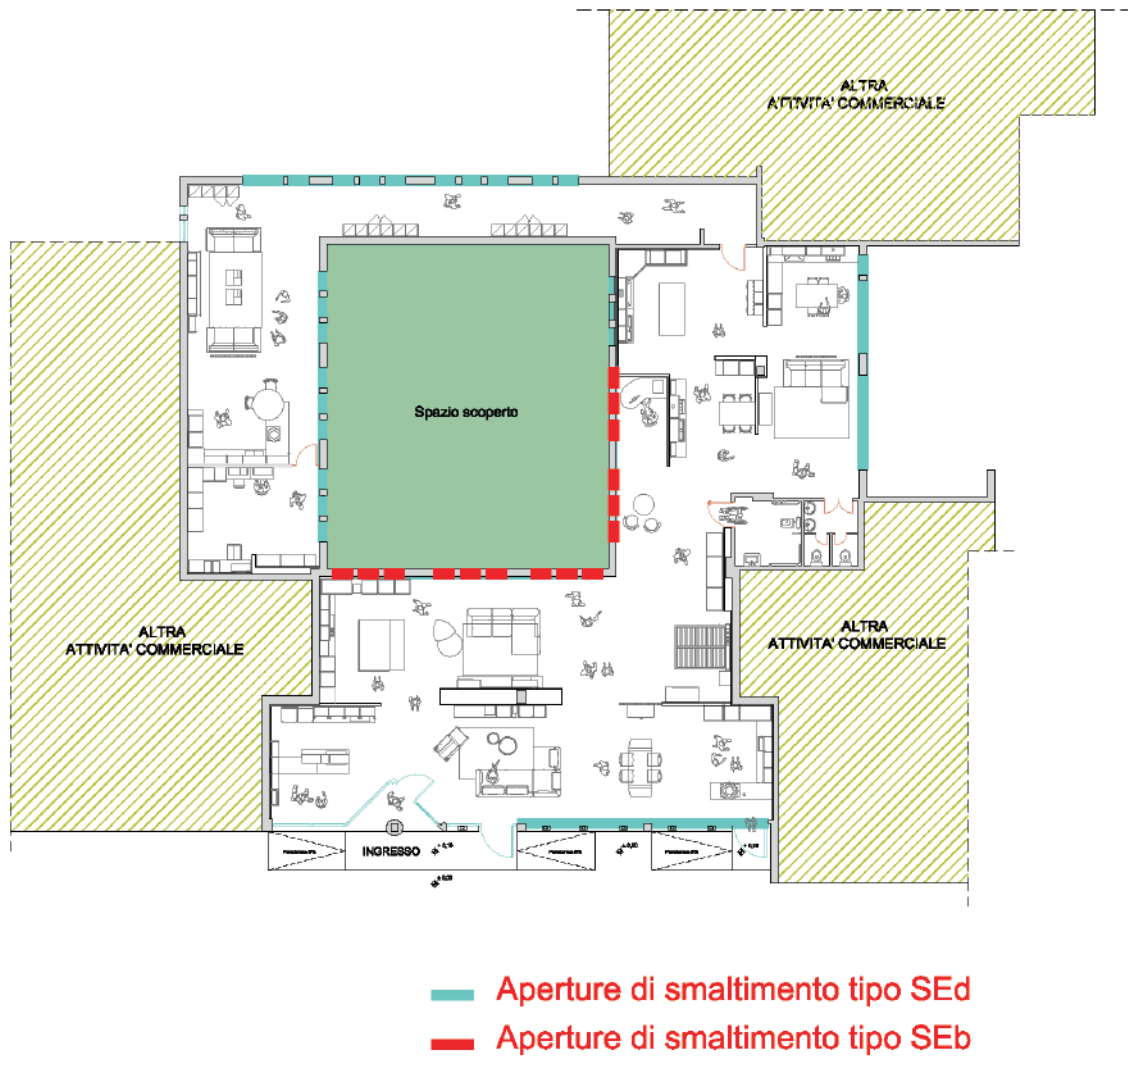 ALTRA
ATTIVITA' COMMERCIALE
Spazio scoperto
ALTRA
ATTIVITA' COMMERCIALE
ALTRA
ATTIVITA' COMMERCIALE
INGRESSO
Aperture di smaltimento tipo SEd
Aperture di smaltimento tipo SEb